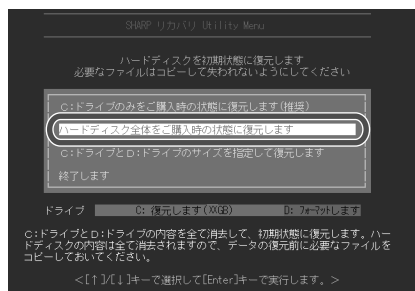 SHARP リカバリ Utility Menu
ハードディスクを初期状態に復元します
必要なファイルはコピーして失われないようにしてください
C:ドライブのみをご購入時の状態に復元します(推奨)
ハードディスク全体をご購入時の状態に復元します
C:ドライブとD:ドライブのサイズを指定して復元します
終了します
ドライブ C: 復元します(XXGB) D: フォーマットします
C:ドライブとD:ドライブの内容を全て消去して、初期状態に復元します。ハー
ドディスクの内容は全て消去されますので、データの復元前に必要なファイルを
コピーしておいてください。
<[↑]/[↓]キーで選択して[Enter]キーで実行します。>